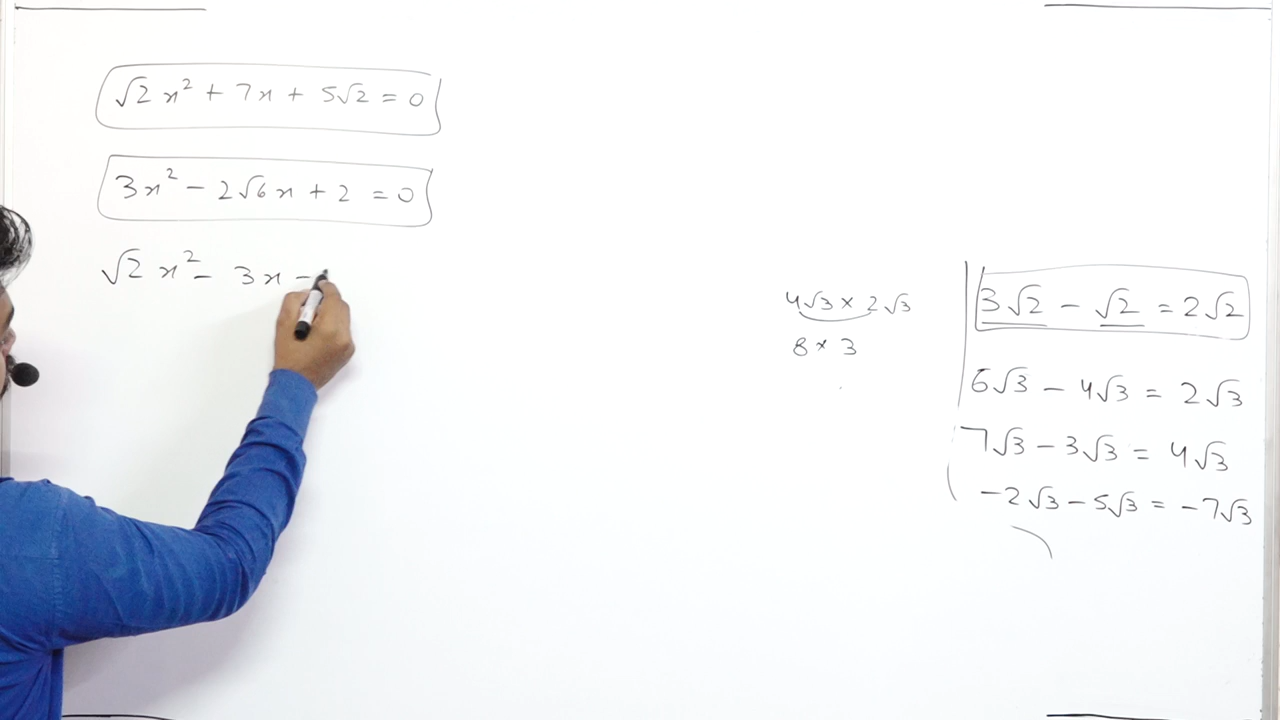 √2 x² + 7x + 5√2 = 0
3x² - 2√6x + 2 = 0
√2 x² - 3x -
4√3 × 2√3
8 × 3
3√2 - √2 = 2√2
6√3 - 4√3 = 2√3
7√3 - 3√3 = 4√3
-2√3 - 5√3 = -7√3